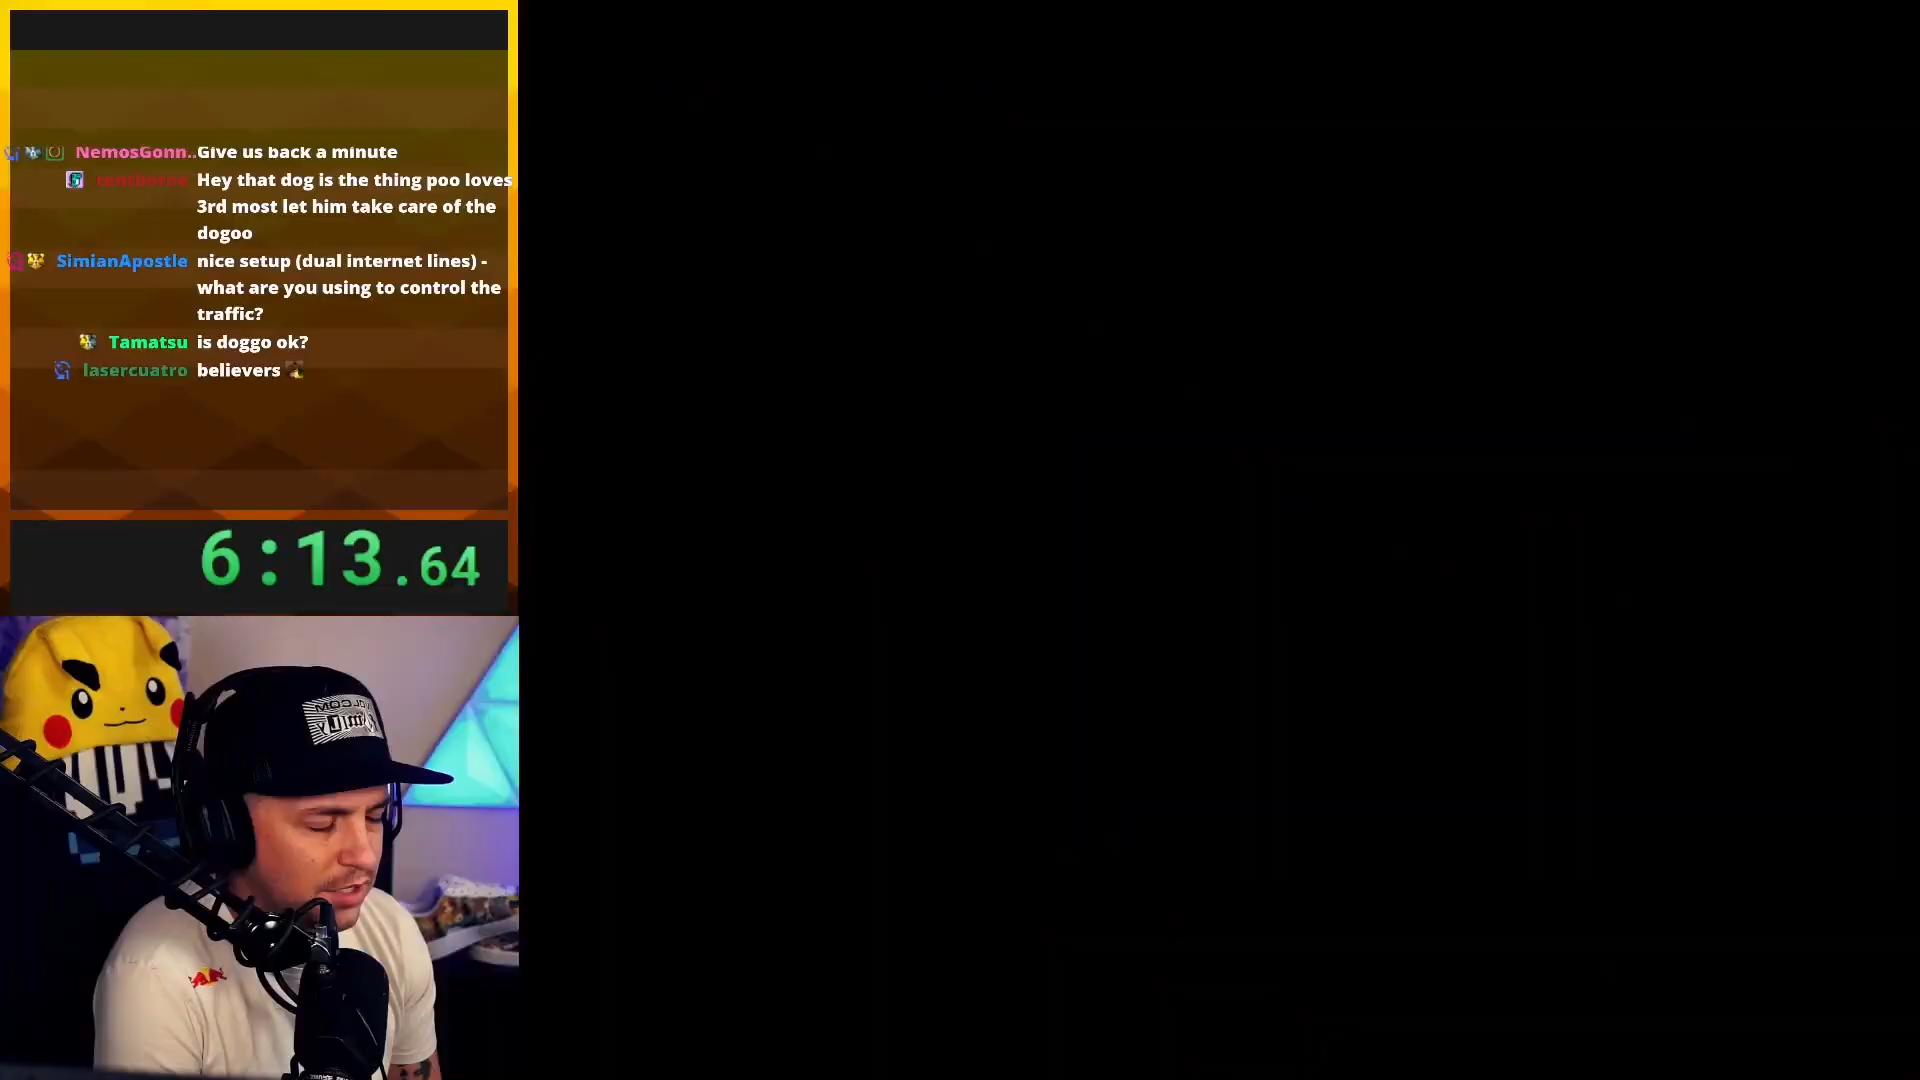 NemosGonn.. Give us back a minute
Hey that dog is the thing poo loves
3rd most let him take care of the
dogoo
SimianApostle nice setup (dual internet lines) -
what are you using to control the
traffic?
Tamatsu is doggo ok?
lasercuatro believers
6:13.64